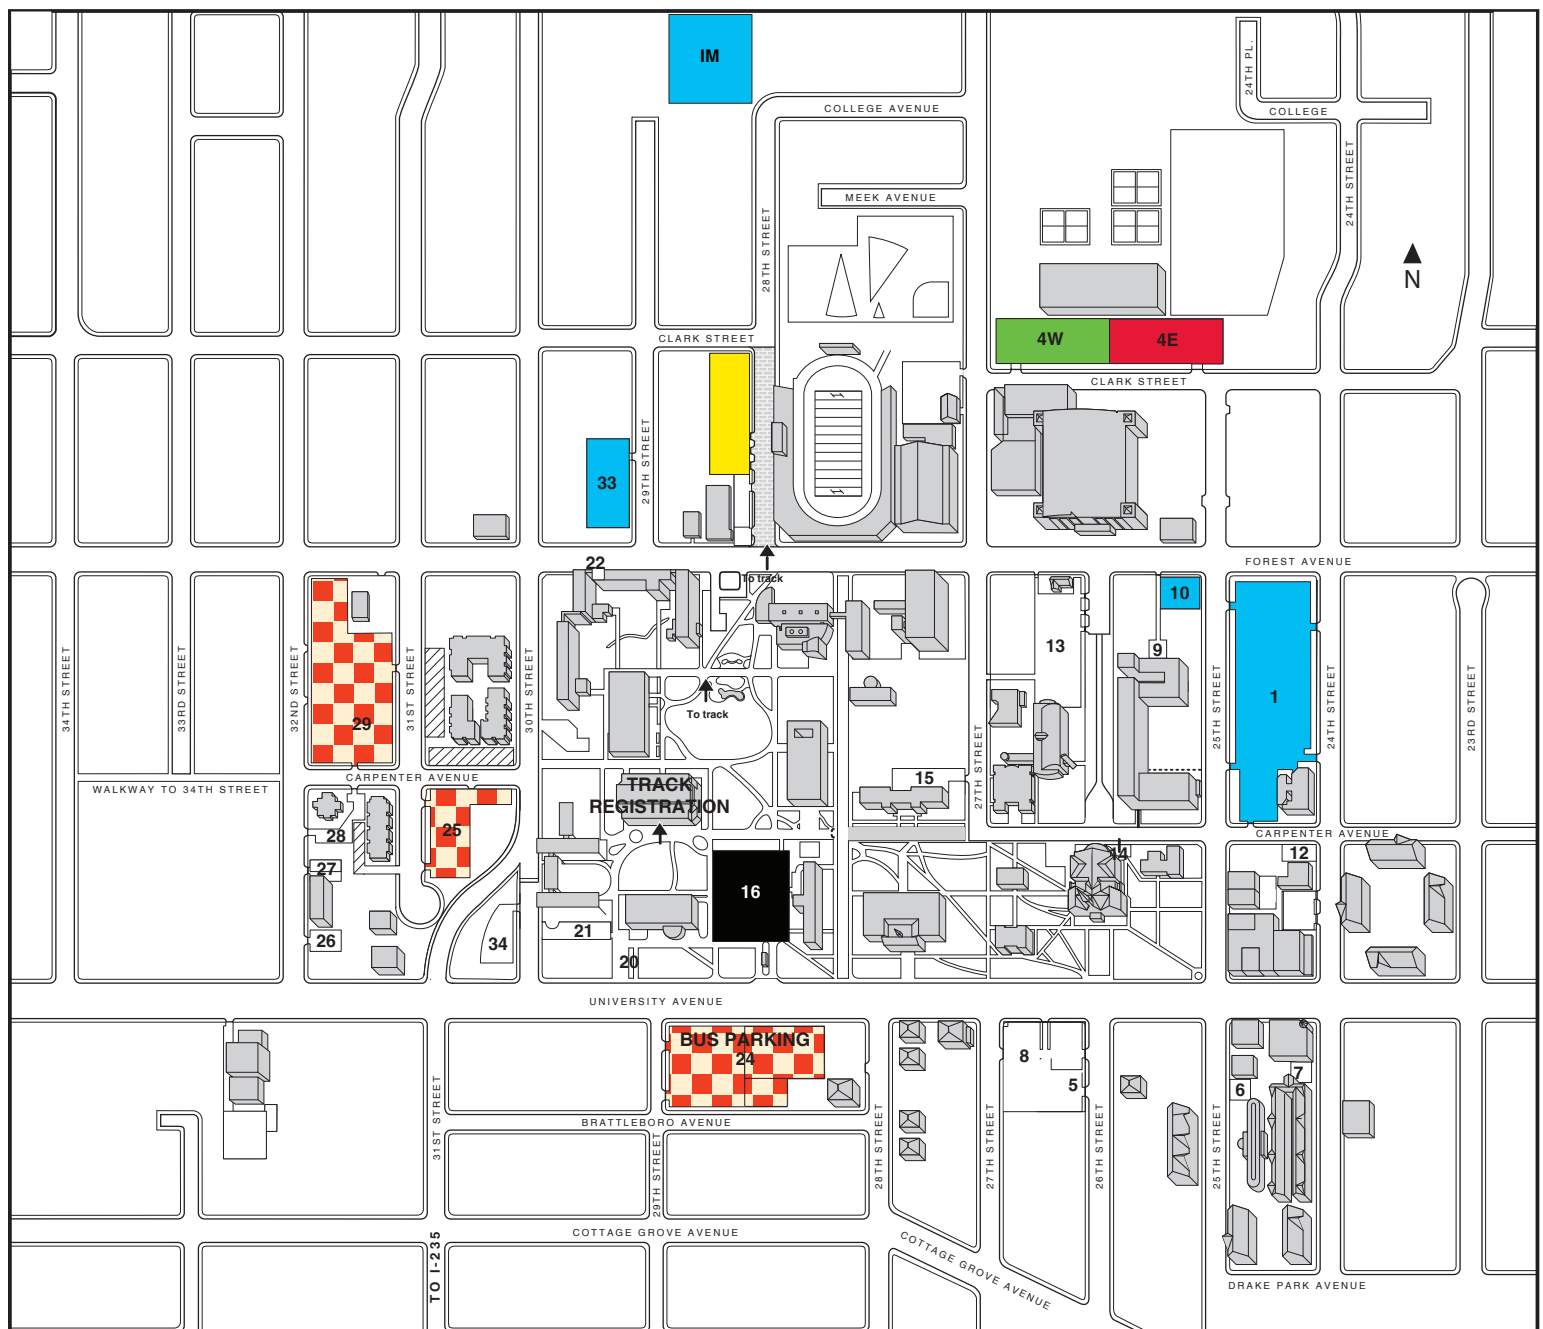 IM
COLLEGE AVENUE
24TH PL.
COLLEGE
24TH STREET
MEEK AVENUE
28TH STREET
N
CLARK STREET
4W
4E
CLARK STREET
33
29TH STREET
FOREST AVENUE
22
To track
10
13
9
34TH STREET
33RD STREET
32ND STREET
31ST STREET
30TH STREET
29
To track
27TH STREET
25TH STREET
1
24TH STREET
23RD STREET
CARPENTER AVENUE
WALKWAY TO 34TH STREET
TRACK
REGISTRATION
15
28
25
CARPENTER AVENUE
14
12
27
16
26
34
21
20
UNIVERSITY AVENUE
BUS PARKING
24
8
5
7
6
31ST STREET
BRATTLEBORO AVENUE
29TH STREET
28TH STREET
27TH STREET
26TH STREET
25TH STREET
COTTAGE GROVE AVENUE
COTTAGE GROVE AVENUE
TO I-235
DRAKE PARK AVENUE